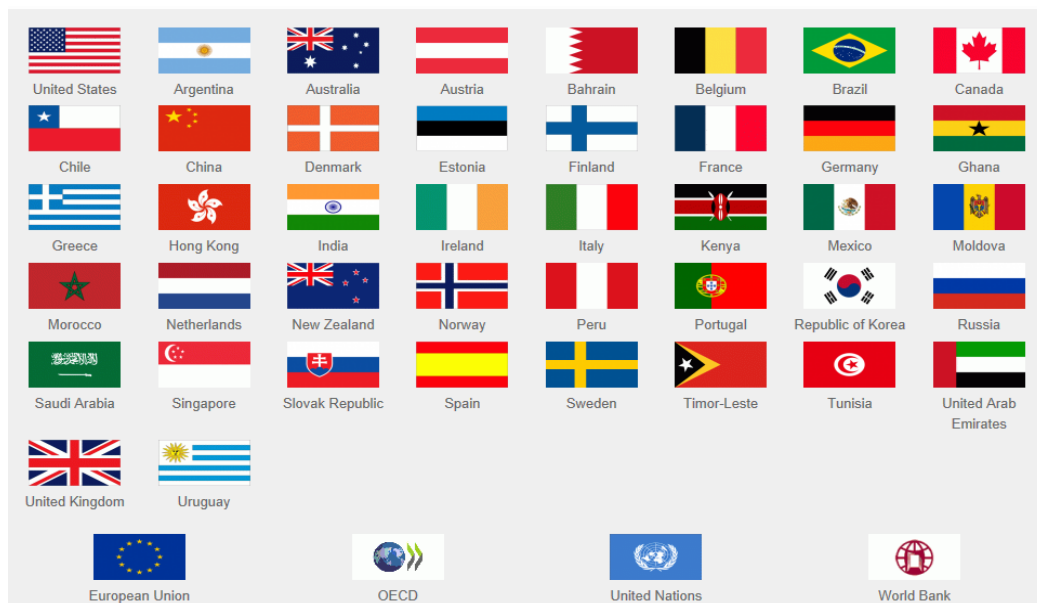 United States Argentina Australia Austria Bahrain Belgium Brazil Canada
Chile China Denmark Estonia Finland France Germany Ghana
Greece Hong Kong India Ireland Italy Kenya Mexico Moldova
Morocco Netherlands New Zealand Norway Peru Portugal Republic of Korea Russia
Saudi Arabia Singapore Slovak Republic Spain Sweden Timor-Leste Tunisia United Arab
Emirates
United Kingdom Uruguay
European Union OECD United Nations World Bank